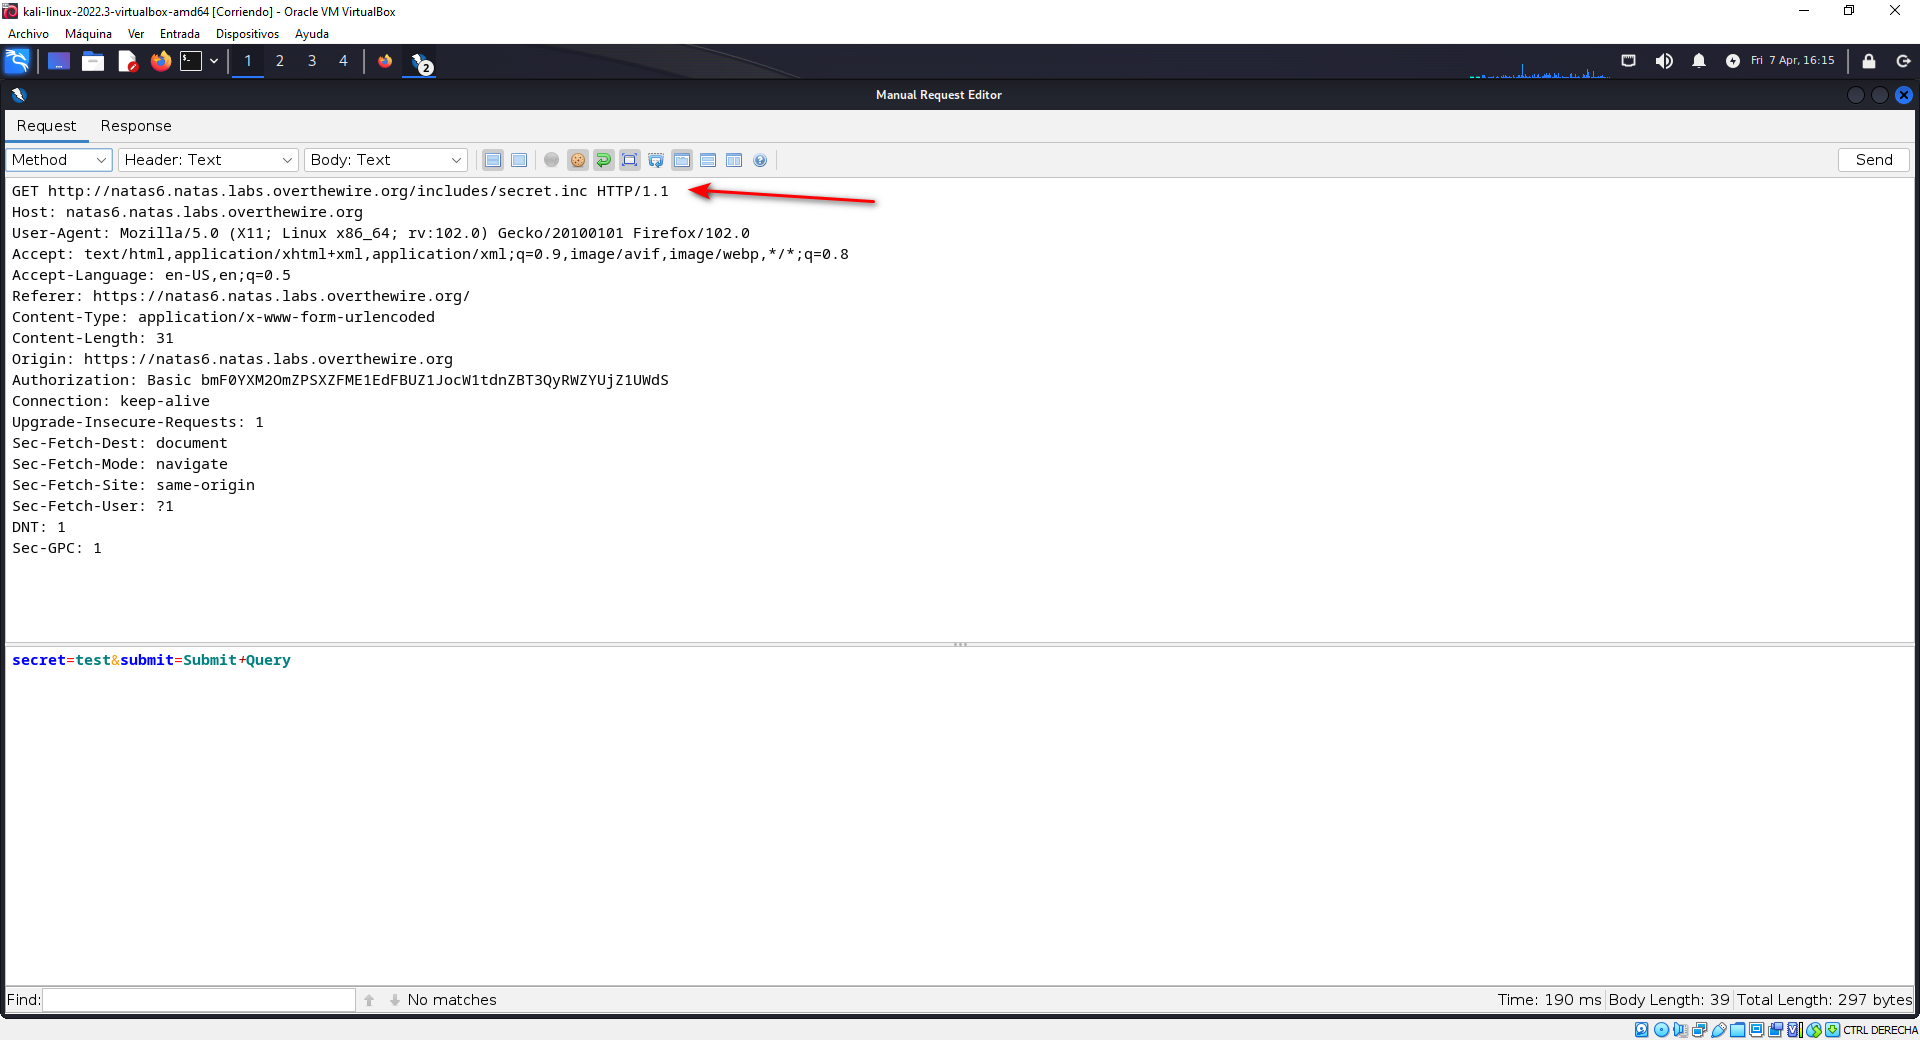 kali-linux-2022.3-virtualbox-amd64 [Corriendo] - Oracle VM VirtualBox
Archivo Máquina Ver Entrada Dispositivos Ayuda
1 2 3 4 2 Fri 7 Apr, 16:15
Manual Request Editor
Request Response
Method Header: Text Body: Text Send
GET http://natas6.natas.labs.overthewire.org/includes/secret.inc HTTP/1.1
Host: natas6.natas.labs.overthewire.org
User-Agent: Mozilla/5.0 (X11; Linux x86_64; rv:102.0) Gecko/20100101 Firefox/102.0
Accept: text/html,application/xhtml+xml,application/xml;q=0.9,image/avif,image/webp,*/*;q=0.8
Accept-Language: en-US,en;q=0.5
Referer: https://natas6.natas.labs.overthewire.org/
Content-Type: application/x-www-form-urlencoded
Content-Length: 31
Origin: https://natas6.natas.labs.overthewire.org
Authorization: Basic bmF0YXM2OmZPSXZFME1EdFBUZ1JocW1tdnZBT3QyRWZYUjZ1UWdS
Connection: keep-alive
Upgrade-Insecure-Requests: 1
Sec-Fetch-Dest: document
Sec-Fetch-Mode: navigate
Sec-Fetch-Site: same-origin
Sec-Fetch-User: ?1
DNT: 1
Sec-GPC: 1
secret=test&submit=Submit+Query
Find: No matches Time: 190 ms Body Length: 39 Total Length: 297 bytes
CTRL DERECHA